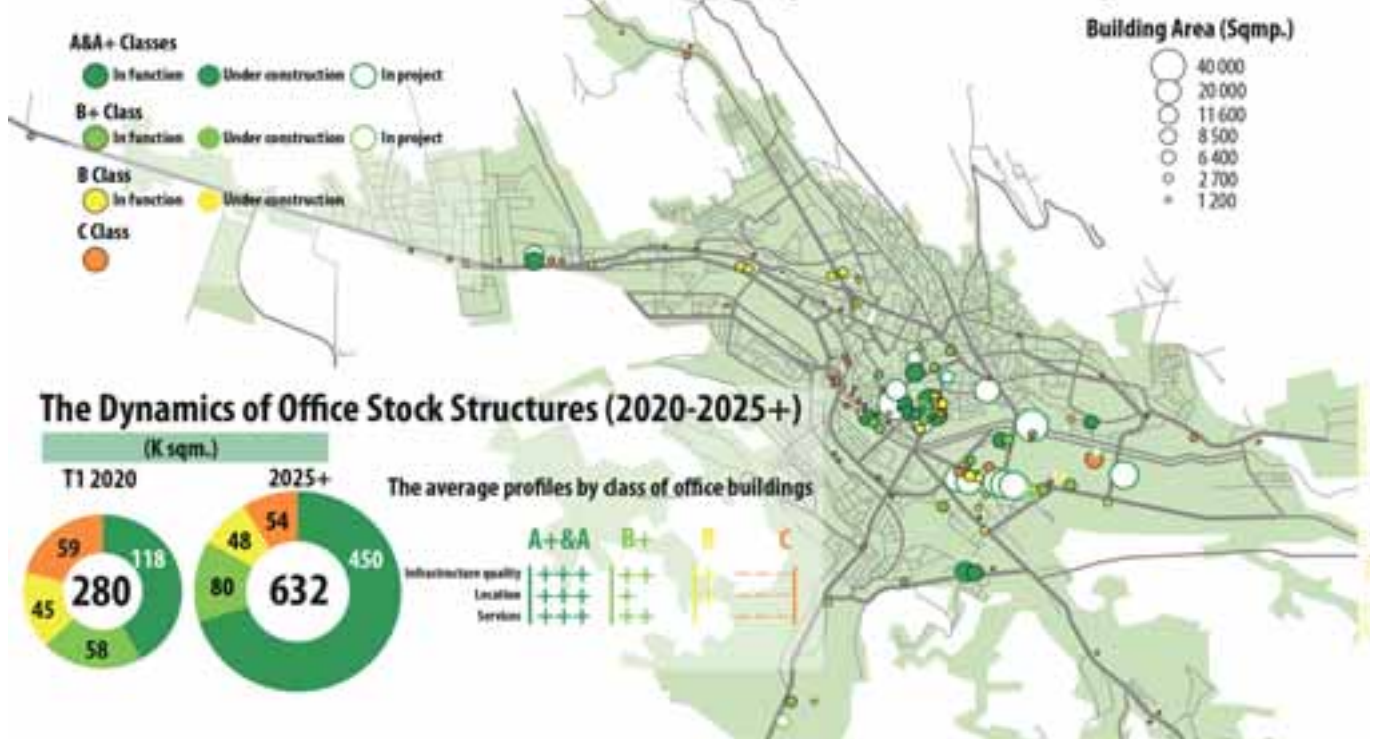 A&A+ Classes
In function Under construction In project
B+ Class
In function Under construction In project
B Class
In function Under construction
C Class
Building Area (Sqmp.)
40 000
20 000
11 600
8 500
6 400
2 700
1 200
The Dynamics of Office Stock Structures (2020-2025+)
(K sqm.)
T1 2020 2025+
59 118 280 45 58
54 48 450 80 632
The average profiles by class of office buildings
A+&A B+ B C
Infrastructure quality +++ ++
Location +++ +
Services +++ ++